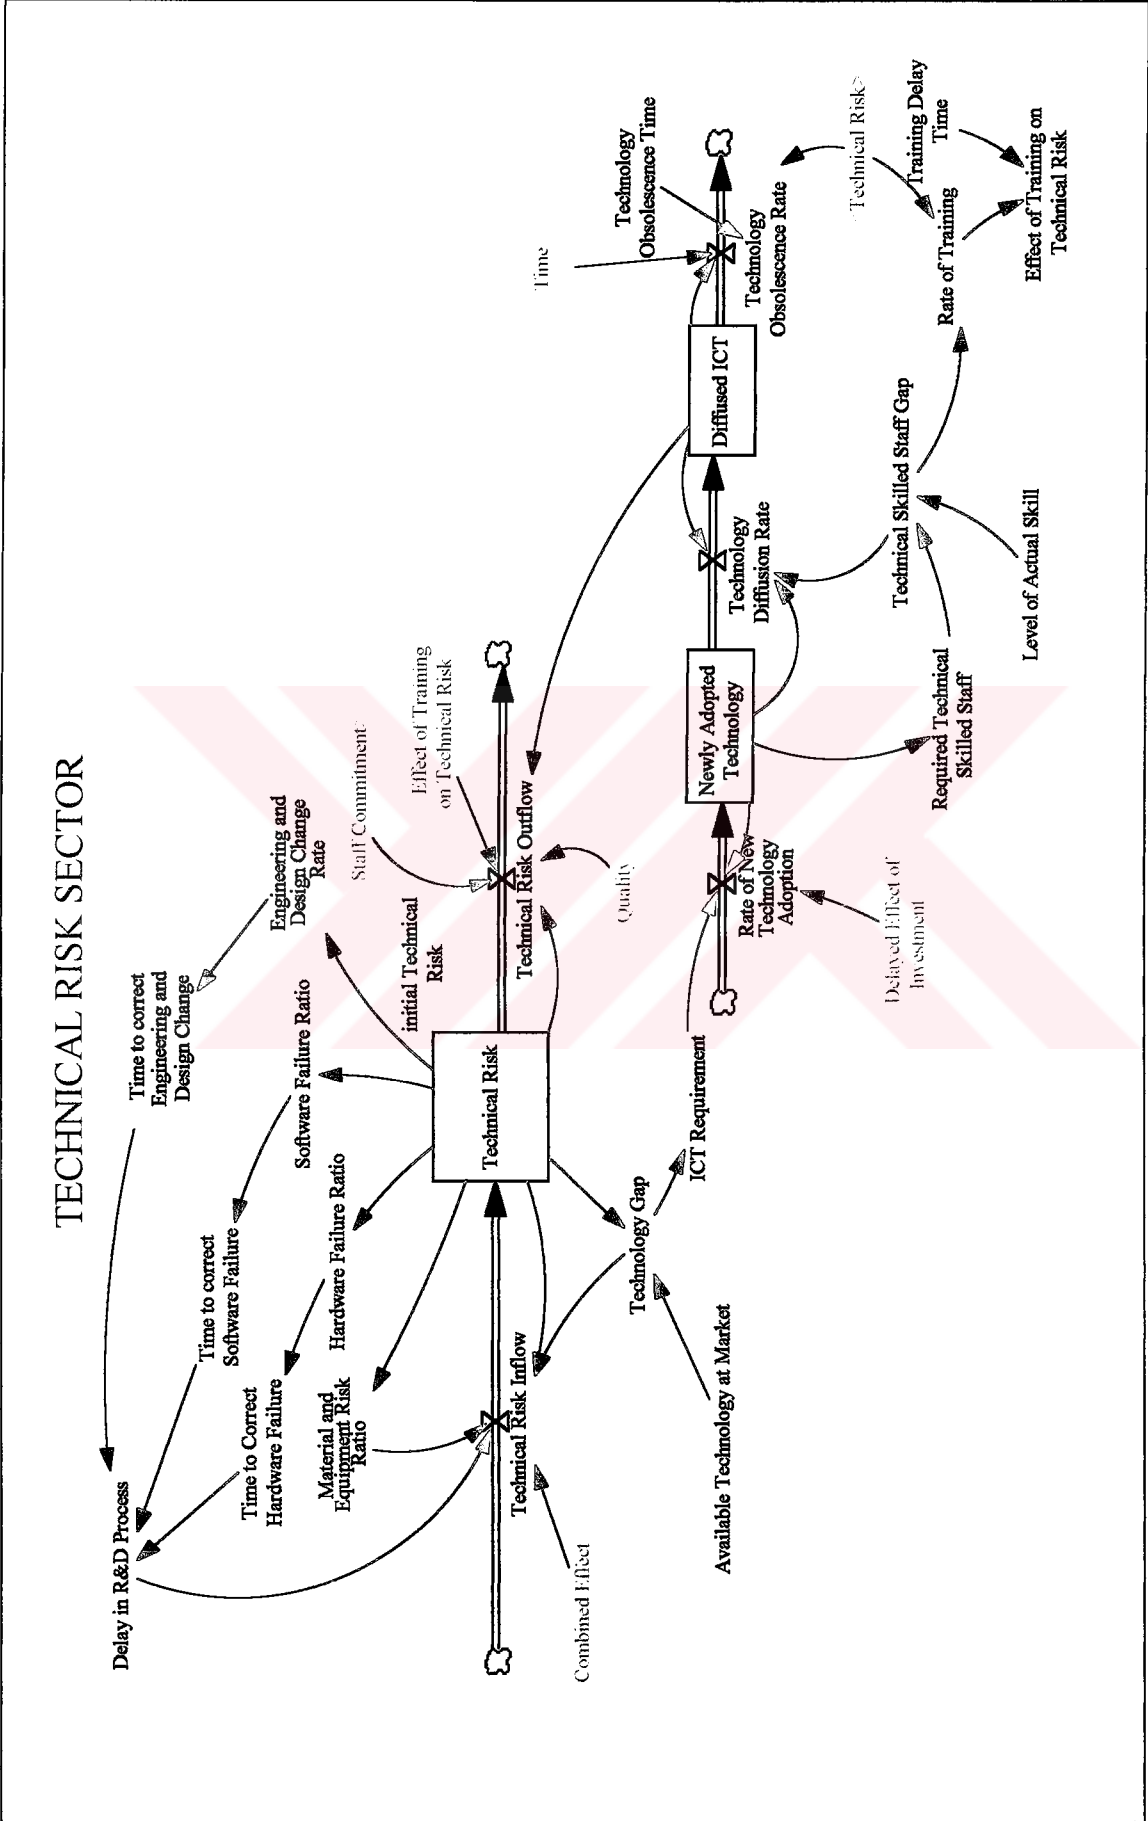 TECHNICAL RISK SECTOR
Delay in R&D Process
Time to correct
Engineering and
Design Change
Engineering and
Design Change
Rate
Time to correct
Software Failure
Software Failure Ratio
Time to Correct
Hardware Failure
Hardware Failure Ratio
Material and
Equipment Risk
Ratio
initial Technical
Risk
Staff Commitment>
Effect of Training
on Technical Risk
Technical Risk
Technical Risk Inflow
Technical Risk Outflow
Combined Effect
Quality
Technology Gap
Available Technology at Market
ICT Requirement
Time
Technology
Obsolescence Time
Newly Adopted
Technology
Diffused ICT
Rate of New
Technology
Adoption
Technology
Diffusion Rate
Technology
Obsolescence Rate
Delayed Effect of
Investment
Technical Risk>
Technical Skilled Staff Gap
Required Technical
Skilled Staff
Rate of Training
Training Delay
Time
Level of Actual Skill
Effect of Training on
Technical Risk